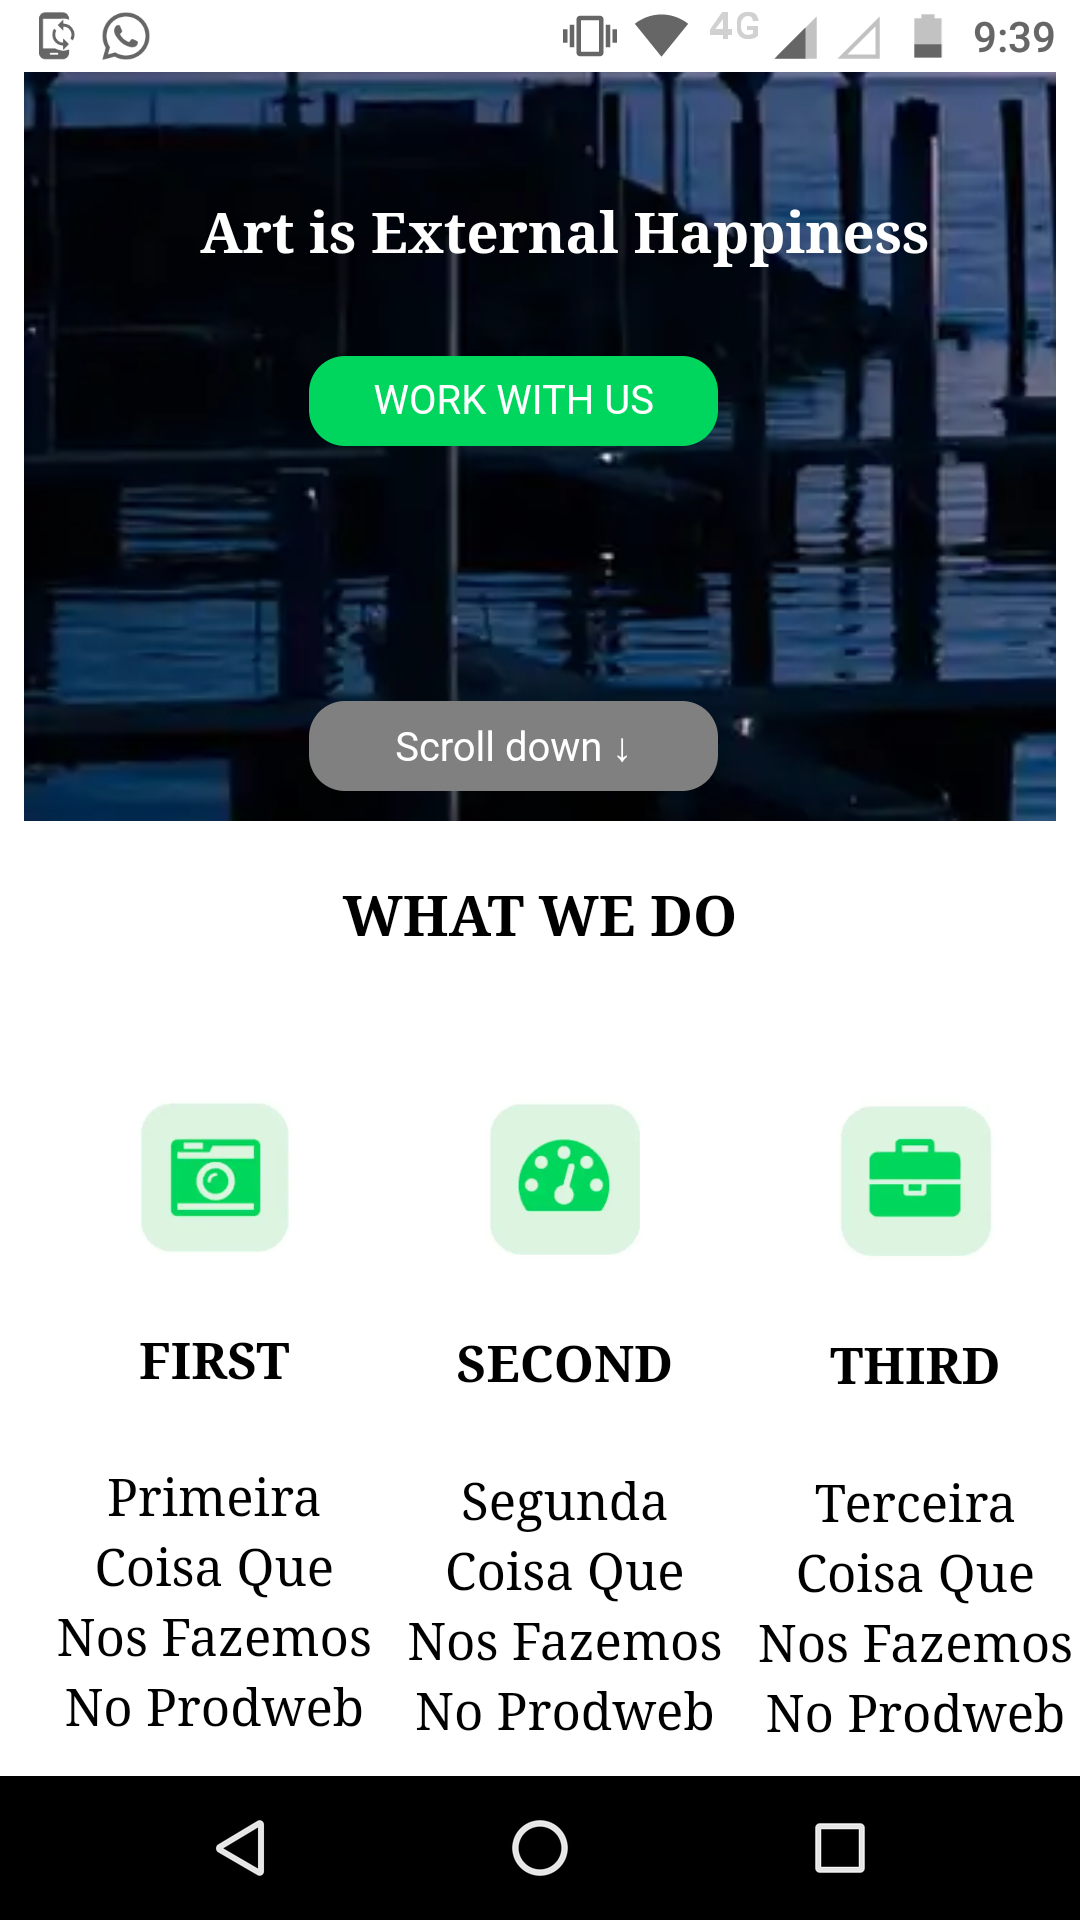 4G 9:39
Art is External Happiness
WORK WITH US
Scroll down ↓
WHAT WE DO
FIRST
Primeira
Coisa Que
Nos Fazemos
No Prodweb
SECOND
Segunda
Coisa Que
Nos Fazemos
No Prodweb
THIRD
Terceira
Coisa Que
Nos Fazemos
No Prodweb